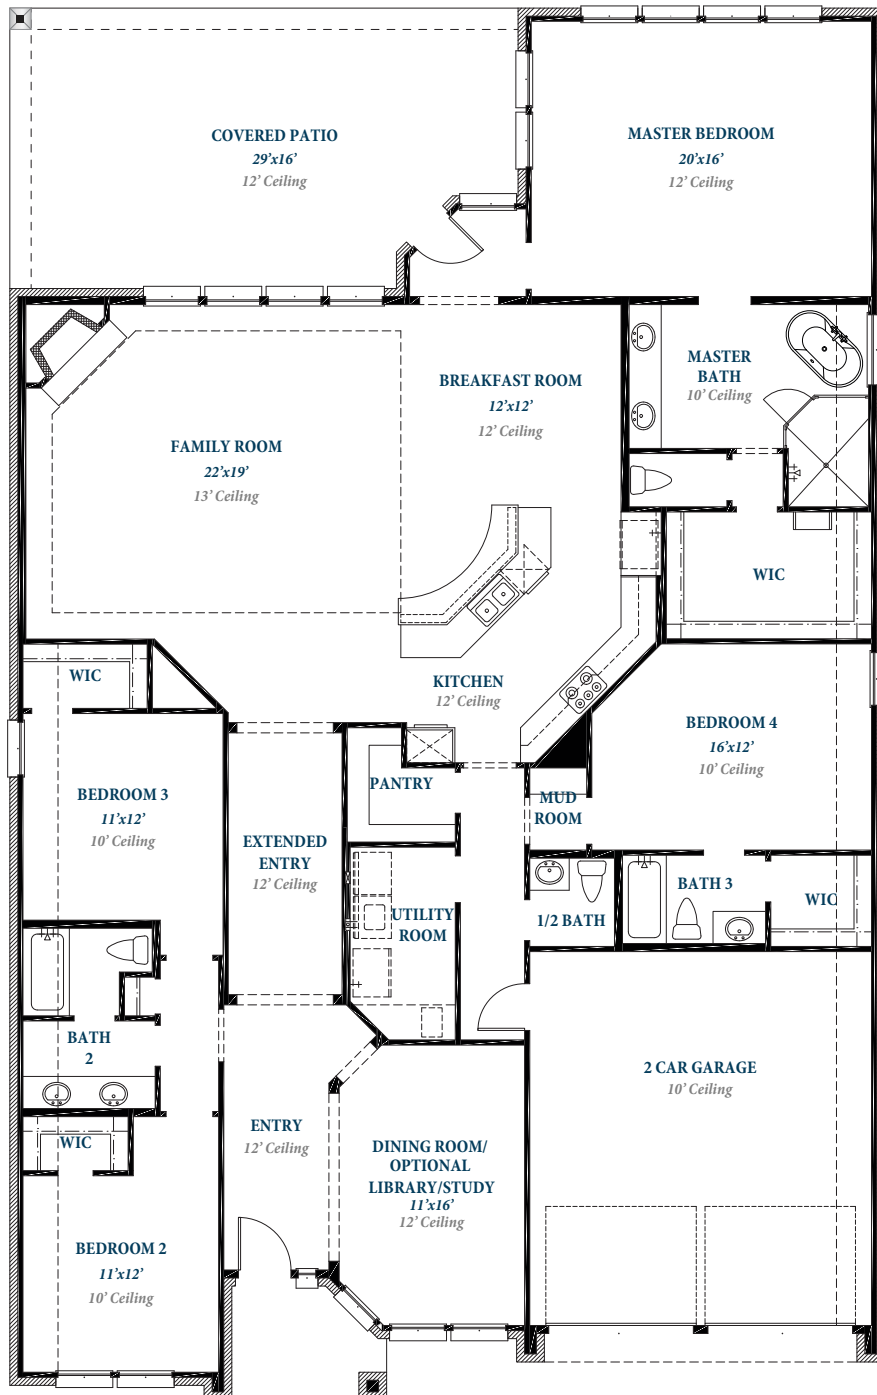 COVERED PATIO
29’x16’
12’ Ceiling
MASTER BEDROOM
20’x16’
12’ Ceiling
MASTER
BATH
10’ Ceiling
BREAKFAST ROOM
12’x12’
12’ Ceiling
FAMILY ROOM
22’x19’
13’ Ceiling
WIC
KITCHEN
12’ Ceiling
WIC
BEDROOM 4
16’x12’
10’ Ceiling
PANTRY
MUD
ROOM
BEDROOM 3
11’x12’
10’ Ceiling
EXTENDED
ENTRY
12’ Ceiling
BATH 3
WIC
UTILITY
ROOM
1/2 BATH
BATH
2
2 CAR GARAGE
10’ Ceiling
ENTRY
12’ Ceiling
WIC
DINING ROOM/
OPTIONAL
LIBRARY/STUDY
11’x16’
12’ Ceiling
BEDROOM 2
11’x12’
10’ Ceiling